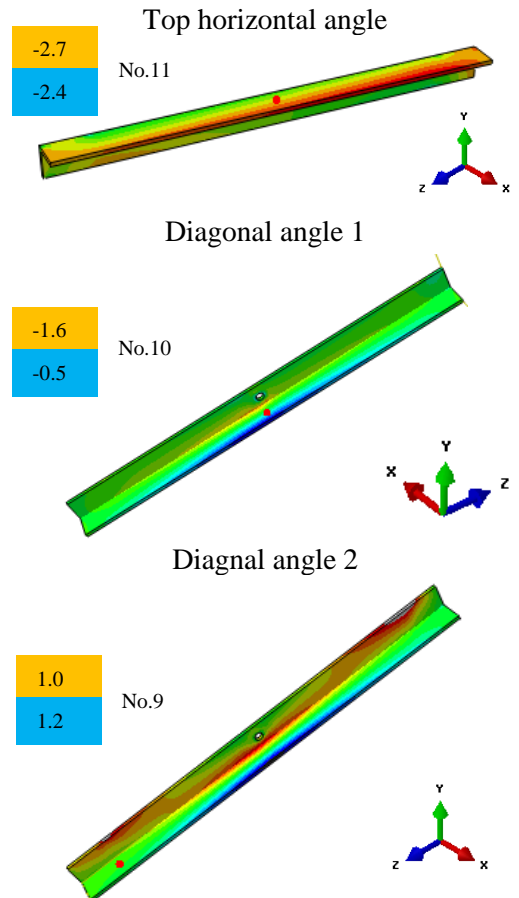 Top horizontal angle
-2.7
No.11
-2.4
Y
Z
X
Diagonal angle 1
-1.6
No.10
-0.5
Y
X
Z
Diagnal angle 2
1.0
No.9
1.2
Y
Z
X